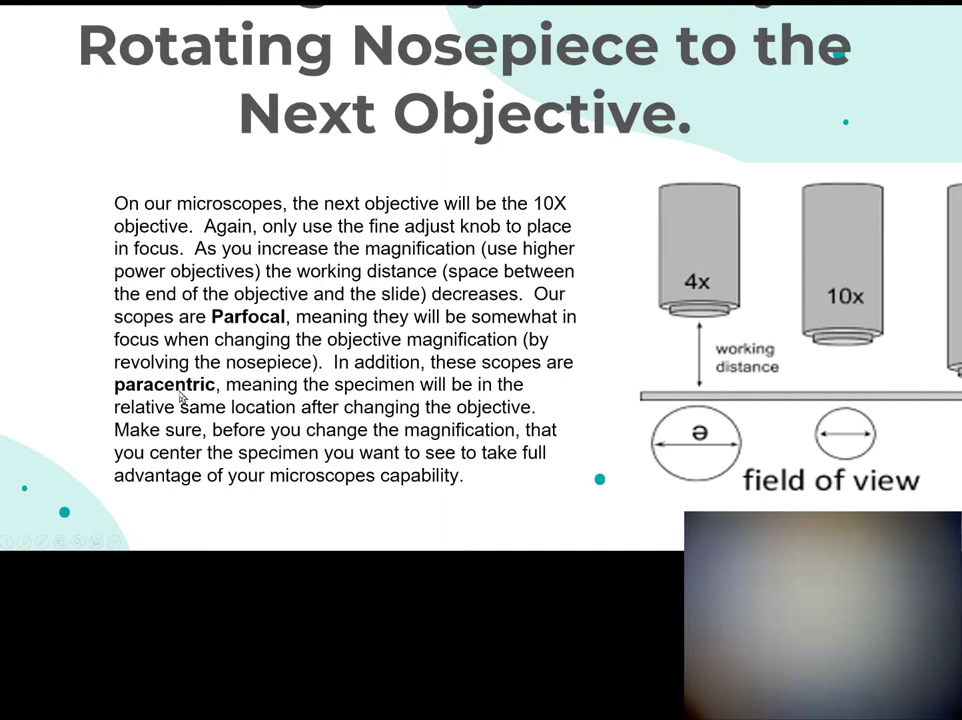 Rotating Nosepiece to the
Next Objective.
On our microscopes, the next objective will be the 10X
objective.  Again, only use the fine adjust knob to place
in focus.  As you increase the magnification (use higher
power objectives) the working distance (space between
the end of the objective and the slide) decreases.  Our
scopes are Parfocal, meaning they will be somewhat in
focus when changing the objective magnification (by
revolving the nosepiece).  In addition, these scopes are
paracentric, meaning the specimen will be in the
relative same location after changing the objective.
Make sure, before you change the magnification, that
you center the specimen you want to see to take full
advantage of your microscopes capability.
4x
10x
working
distance
ə
field of view